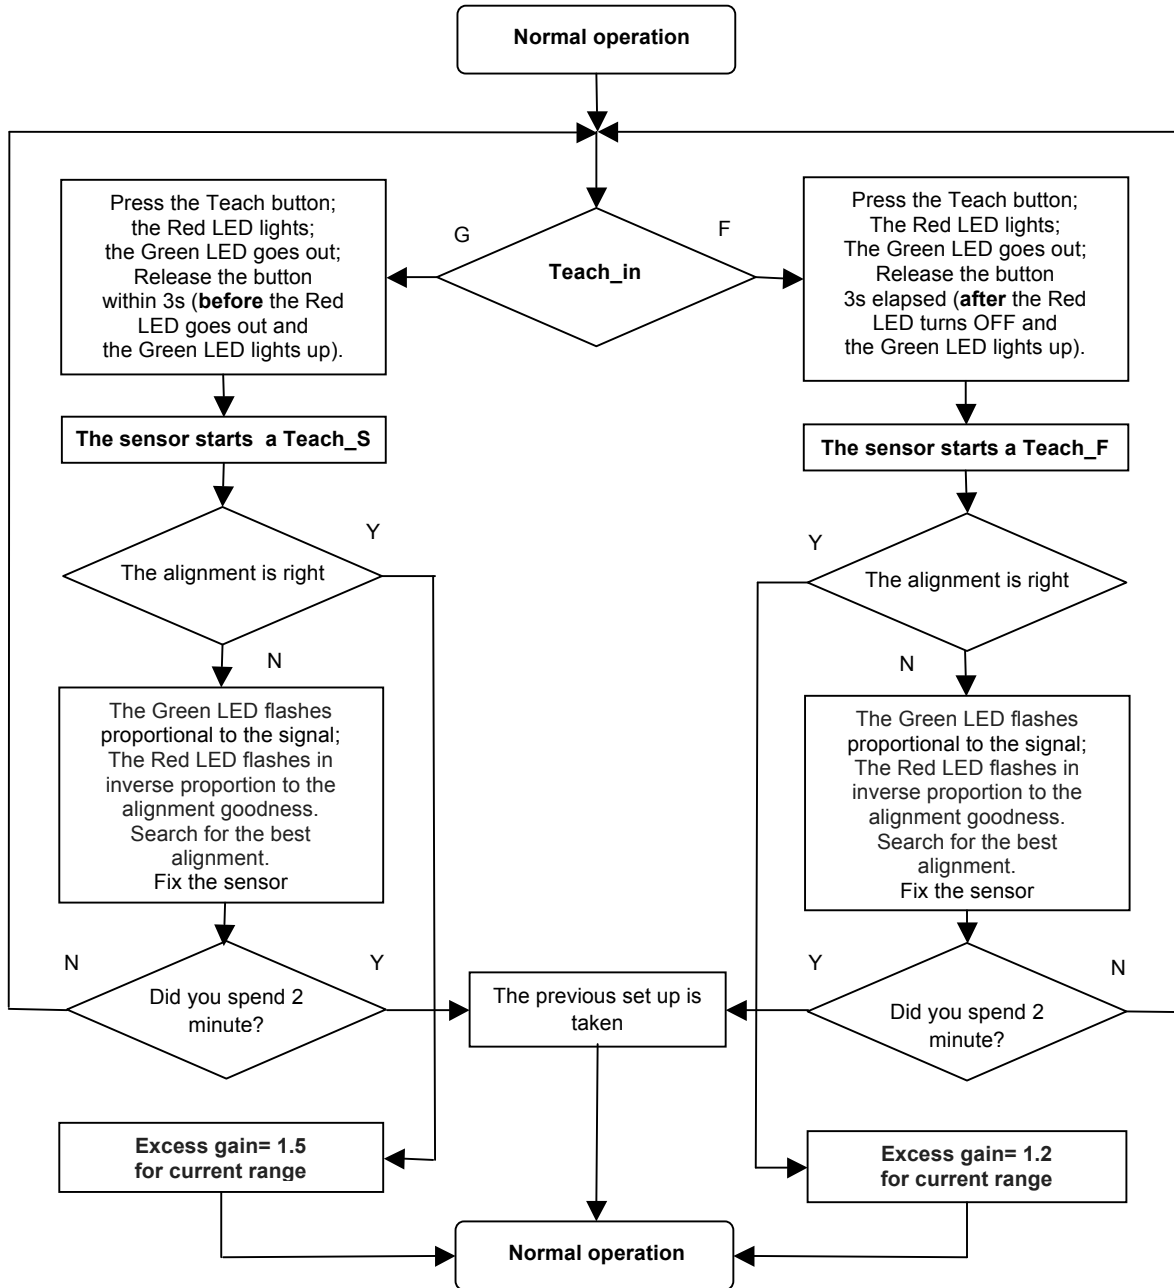 Normal operation
Press the Teach button;
the Red LED lights;
the Green LED goes out;
Release the button
within 3s (before the Red
LED goes out and
the Green LED lights up).
G
Teach_in
F
Press the Teach button;
The Red LED lights;
The Green LED goes out;
Release the button
3s elapsed (after the Red
LED turns OFF and
the Green LED lights up).
The sensor starts a Teach_S
The sensor starts a Teach_F
The alignment is right
Y
N
Y
The alignment is right
N
The Green LED flashes
proportional to the signal;
The Red LED flashes in
inverse proportion to the
alignment goodness.
Search for the best
alignment.
Fix the sensor
The Green LED flashes
proportional to the signal;
The Red LED flashes in
inverse proportion to the
alignment goodness.
Search for the best
alignment.
Fix the sensor
N
Did you spend 2
minute?
Y
The previous set up is
taken
Y
Did you spend 2
minute?
N
Excess gain= 1.5
for current range
Excess gain= 1.2
for current range
Normal operation